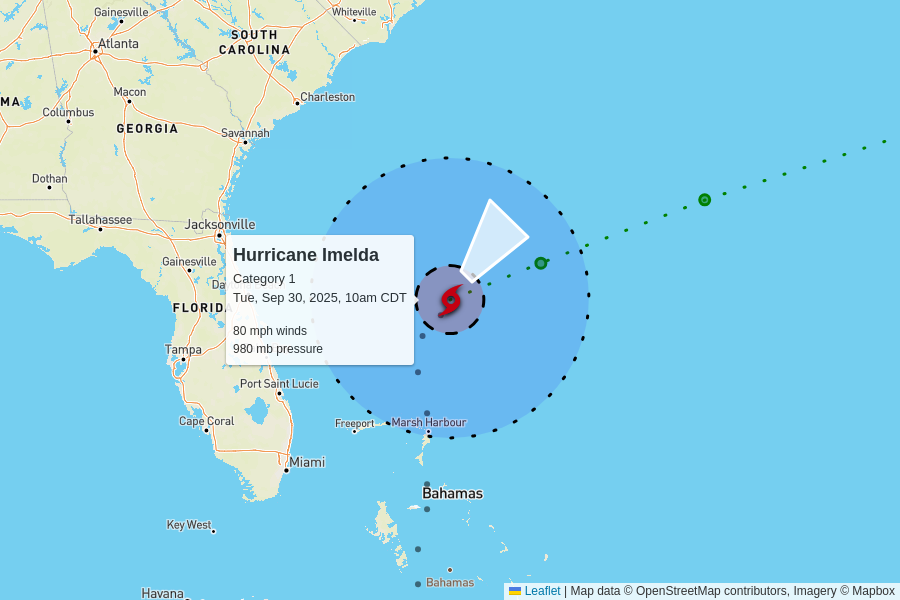 Gainesville
Whiteville
SOUTH
CAROLINA
Atlanta
Macon
MA
Columbus
Charleston
GEORGIA
Savannah
Dothan
Tallahassee
Jacksonville
Hurricane Imelda
Category 1
Tue, Sep 30, 2025, 10am CDT
80 mph winds
980 mb pressure
Gainesville
Da
FLORIDA
Tampa
Port Saint Lucie
Cape Coral
Freeport
Marsh Harbour
Miami
Bahamas
Key West
Bahamas
Havana
Leaflet | Map data © OpenStreetMap contributors, Imagery © Mapbox